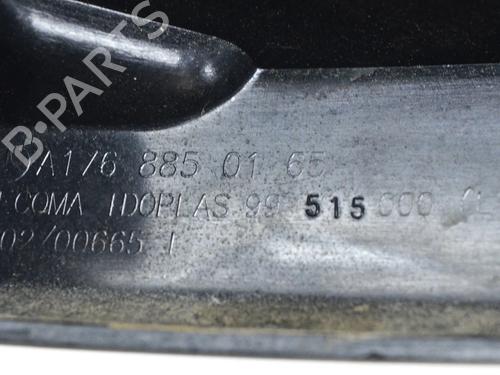 B-PARTS
A176 885 01 65
COMA IDOPLAS 99 515 000
02/00665